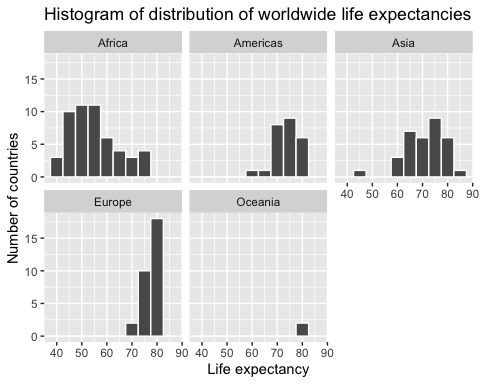 Histogram of distribution of worldwide life expectancies
Africa
Americas
Asia
15
10
5
0
40 50 60 70 80 90
Europe
Oceania
15
10
5
0
40 50 60 70 80 90
40 50 60 70 80 90
Number of countries
Life expectancy